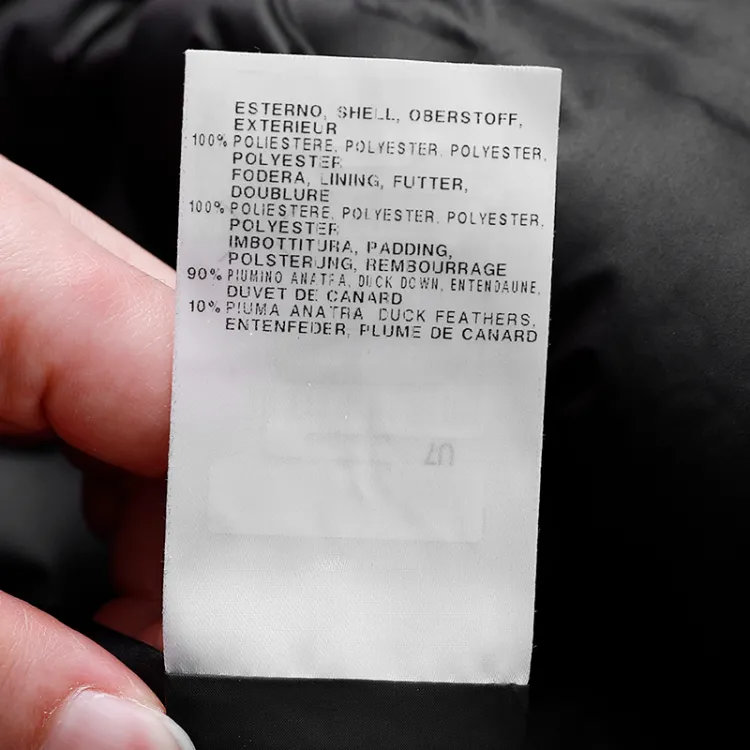 ESTERNO, SHELL, OBERSTOFF,
EXTERIEUR
100% POLIESTERE, POLYESTER, POLYESTER,
POLYESTER
FODERA, LINING, FUTTER,
DOUBLURE
100% POLIESTERE, POLYESTER, POLYESTER,
POLYESTER
IMBOTTITURA, PADDING,
POLSTERUNG, REMBOURRAGE
90% PIUMINO ANATRA, DUCK DOWN, ENTENDAUNE,
DUVET DE CANARD
10% PIUMA ANATRA DUCK FEATHERS,
ENTENFEDER, PLUME DE CANARD